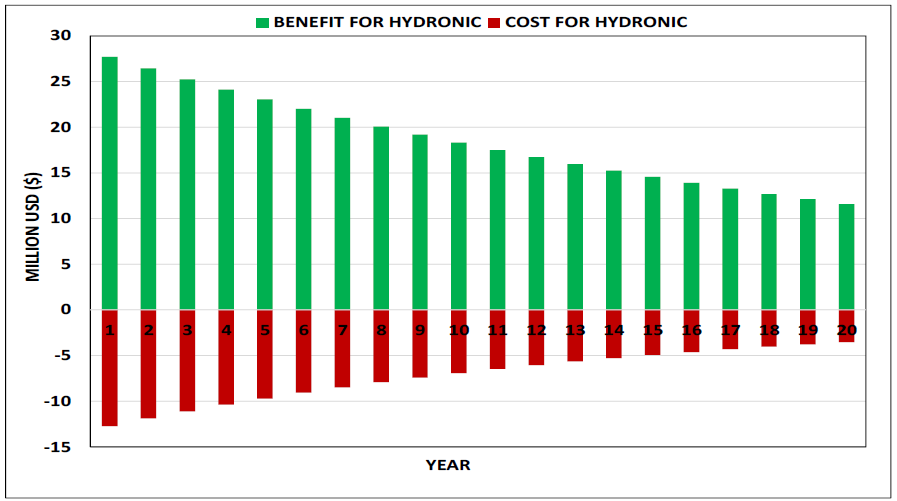 BENEFIT FOR HYDRONIC COST FOR HYDRONIC
30
25
20
15
10
5
0
-5
-10
-15
MILLION USD ($)
1 2 3 4 5 6 7 8 9 10 11 12 13 14 15 16 17 18 19 20
YEAR